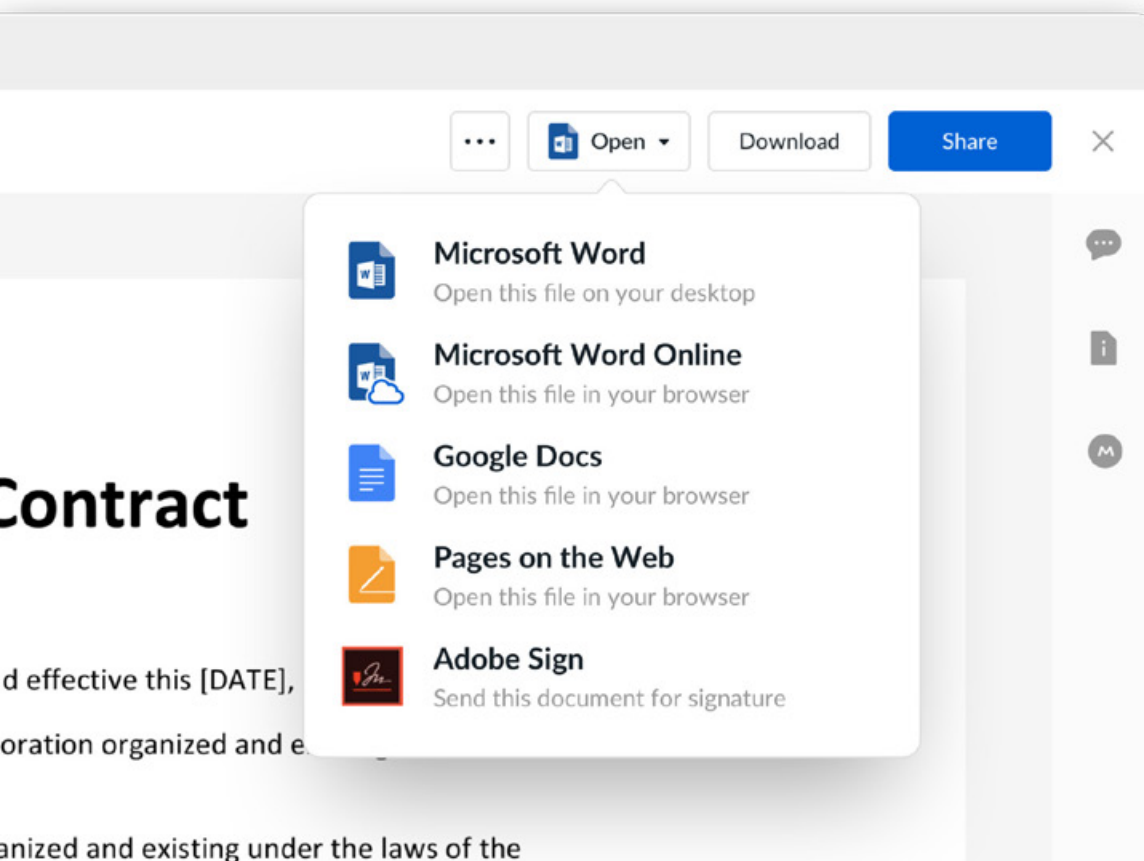 Open
Download
Share
Microsoft Word
Open this file on your desktop
Microsoft Word Online
Open this file in your browser
Google Docs
Open this file in your browser
Pages on the Web
Open this file in your browser
Adobe Sign
Send this document for signature
Contract
d effective this [DATE],
oration organized and e
anized and existing under the laws of the